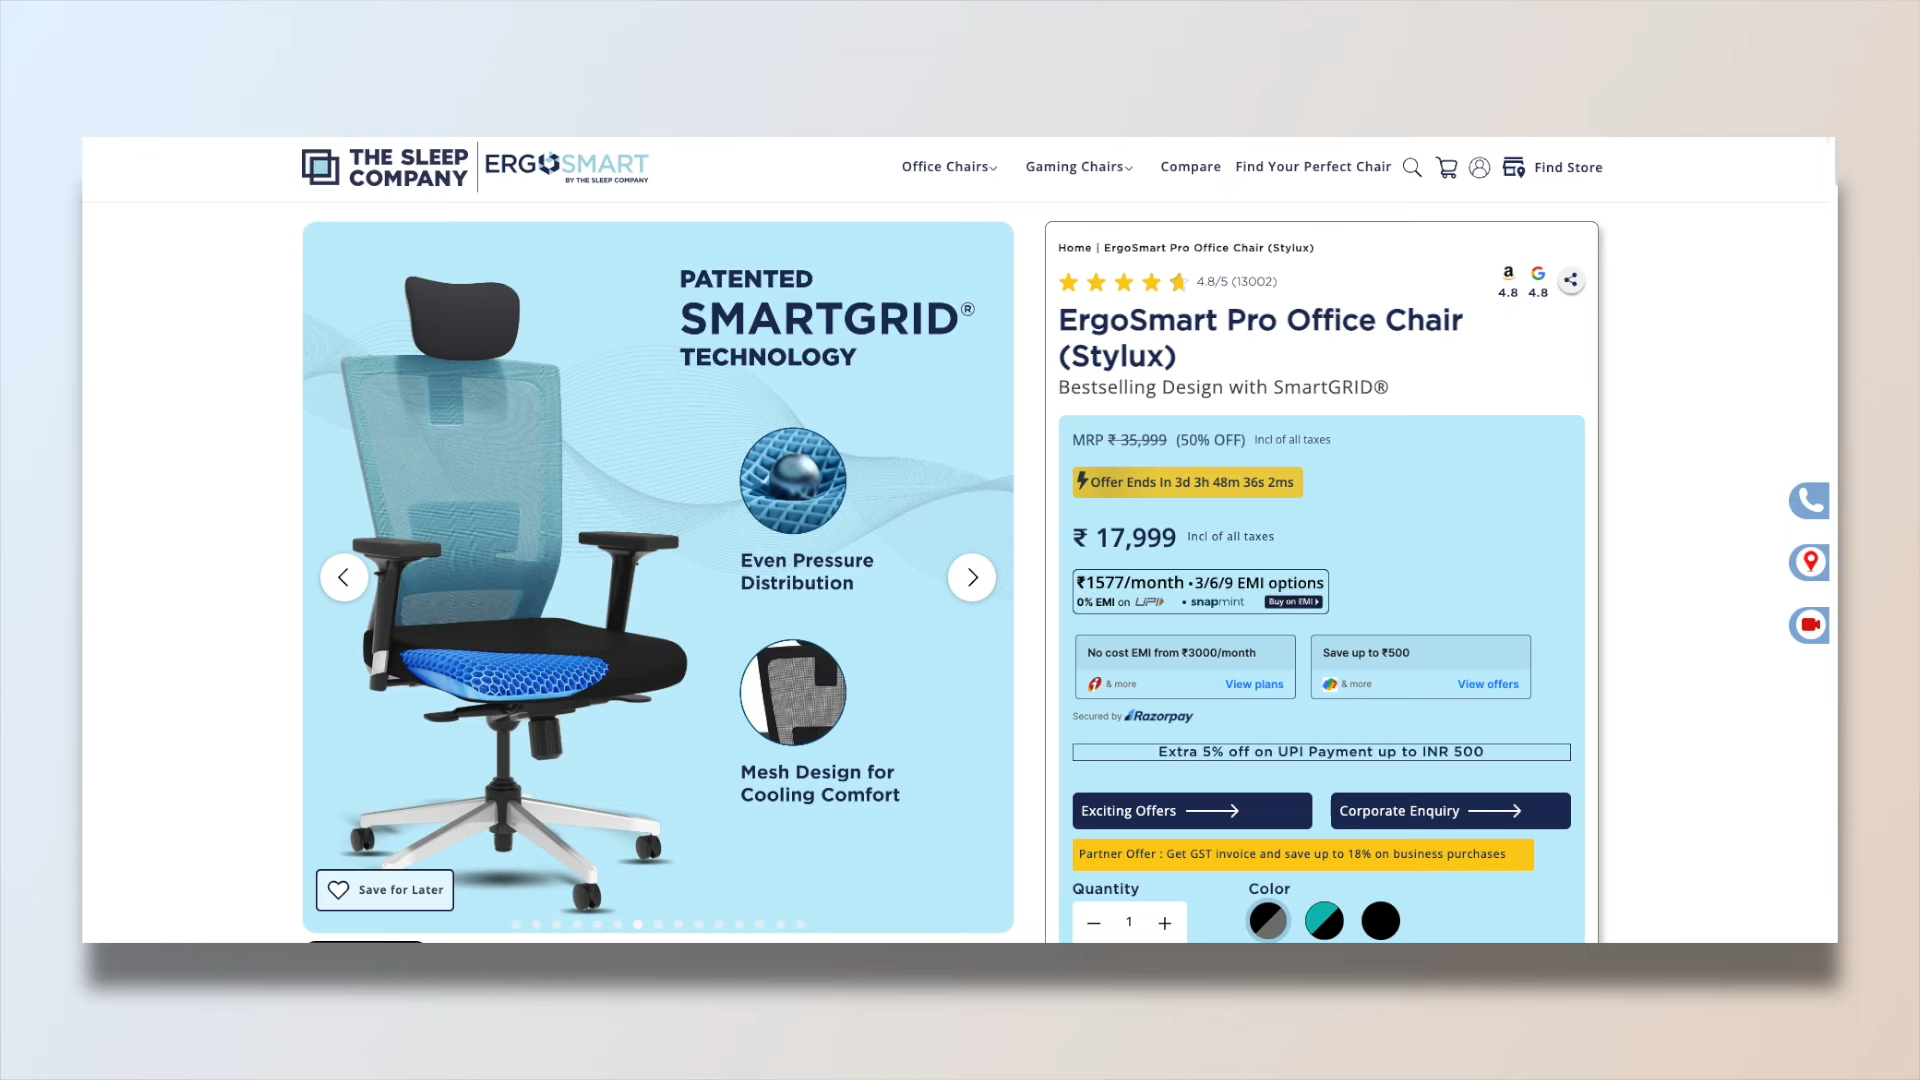 THE SLEEP
COMPANY
ERGOSMART
BY THE SLEEP COMPANY
Office Chairs
Gaming Chairs
Compare
Find Your Perfect Chair
Find Store
PATENTED
SMARTGRID®
TECHNOLOGY
Even Pressure
Distribution
Mesh Design for
Cooling Comfort
Save for Later
Home | ErgoSmart Pro Office Chair (Stylux)
4.8/5 (13002)
a G
4.8 4.8
ErgoSmart Pro Office Chair
(Stylux)
Bestselling Design with SmartGRID®
MRP ₹ 35,999 (50% OFF) Incl of all taxes
Offer Ends In 3d 3h 48m 36s 2ms
₹ 17,999 Incl of all taxes
₹1577/month • 3/6/9 EMI options
0% EMI on UPI • snapmint Buy on EMI
No cost EMI from ₹3000/month
& more View plans
Save up to ₹500
& more View offers
Secured by Razorpay
Extra 5% off on UPI Payment up to INR 500
Exciting Offers
Corporate Enquiry
Partner Offer : Get GST invoice and save up to 18% on business purchases
Quantity
Color
− 1 +